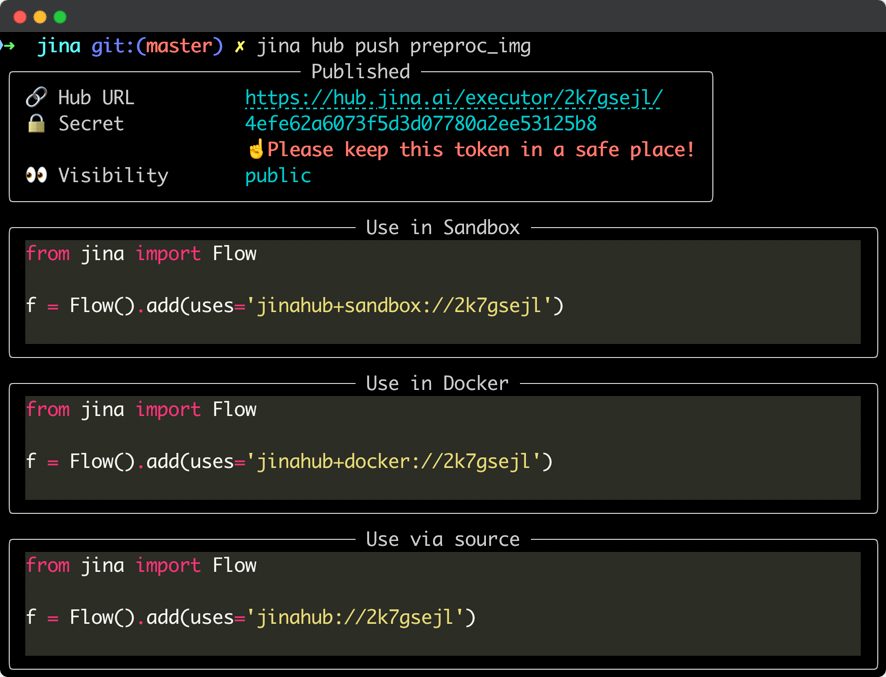 ➜ jina git:(master) ✗ jina hub push preproc_img
Published
🔗 Hub URL https://hub.jina.ai/executor/2k7gsejl/
🔒 Secret 4efe62a6073f5d3d07780a2ee53125b8
☝️Please keep this token in a safe place!
👀 Visibility public
Use in Sandbox
from jina import Flow
f = Flow().add(uses='jinahub+sandbox://2k7gsejl')
Use in Docker
from jina import Flow
f = Flow().add(uses='jinahub+docker://2k7gsejl')
Use via source
from jina import Flow
f = Flow().add(uses='jinahub://2k7gsejl')